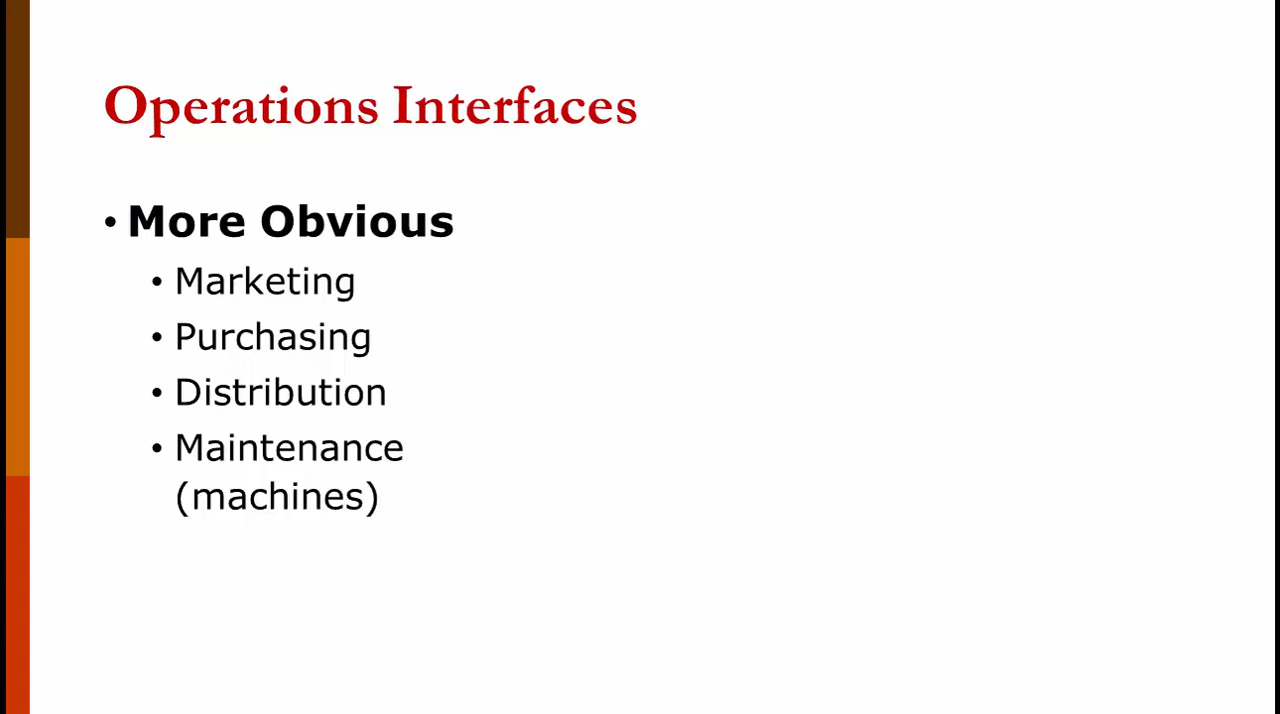 Operations Interfaces
• More Obvious
• Marketing
• Purchasing
• Distribution
• Maintenance
(machines)